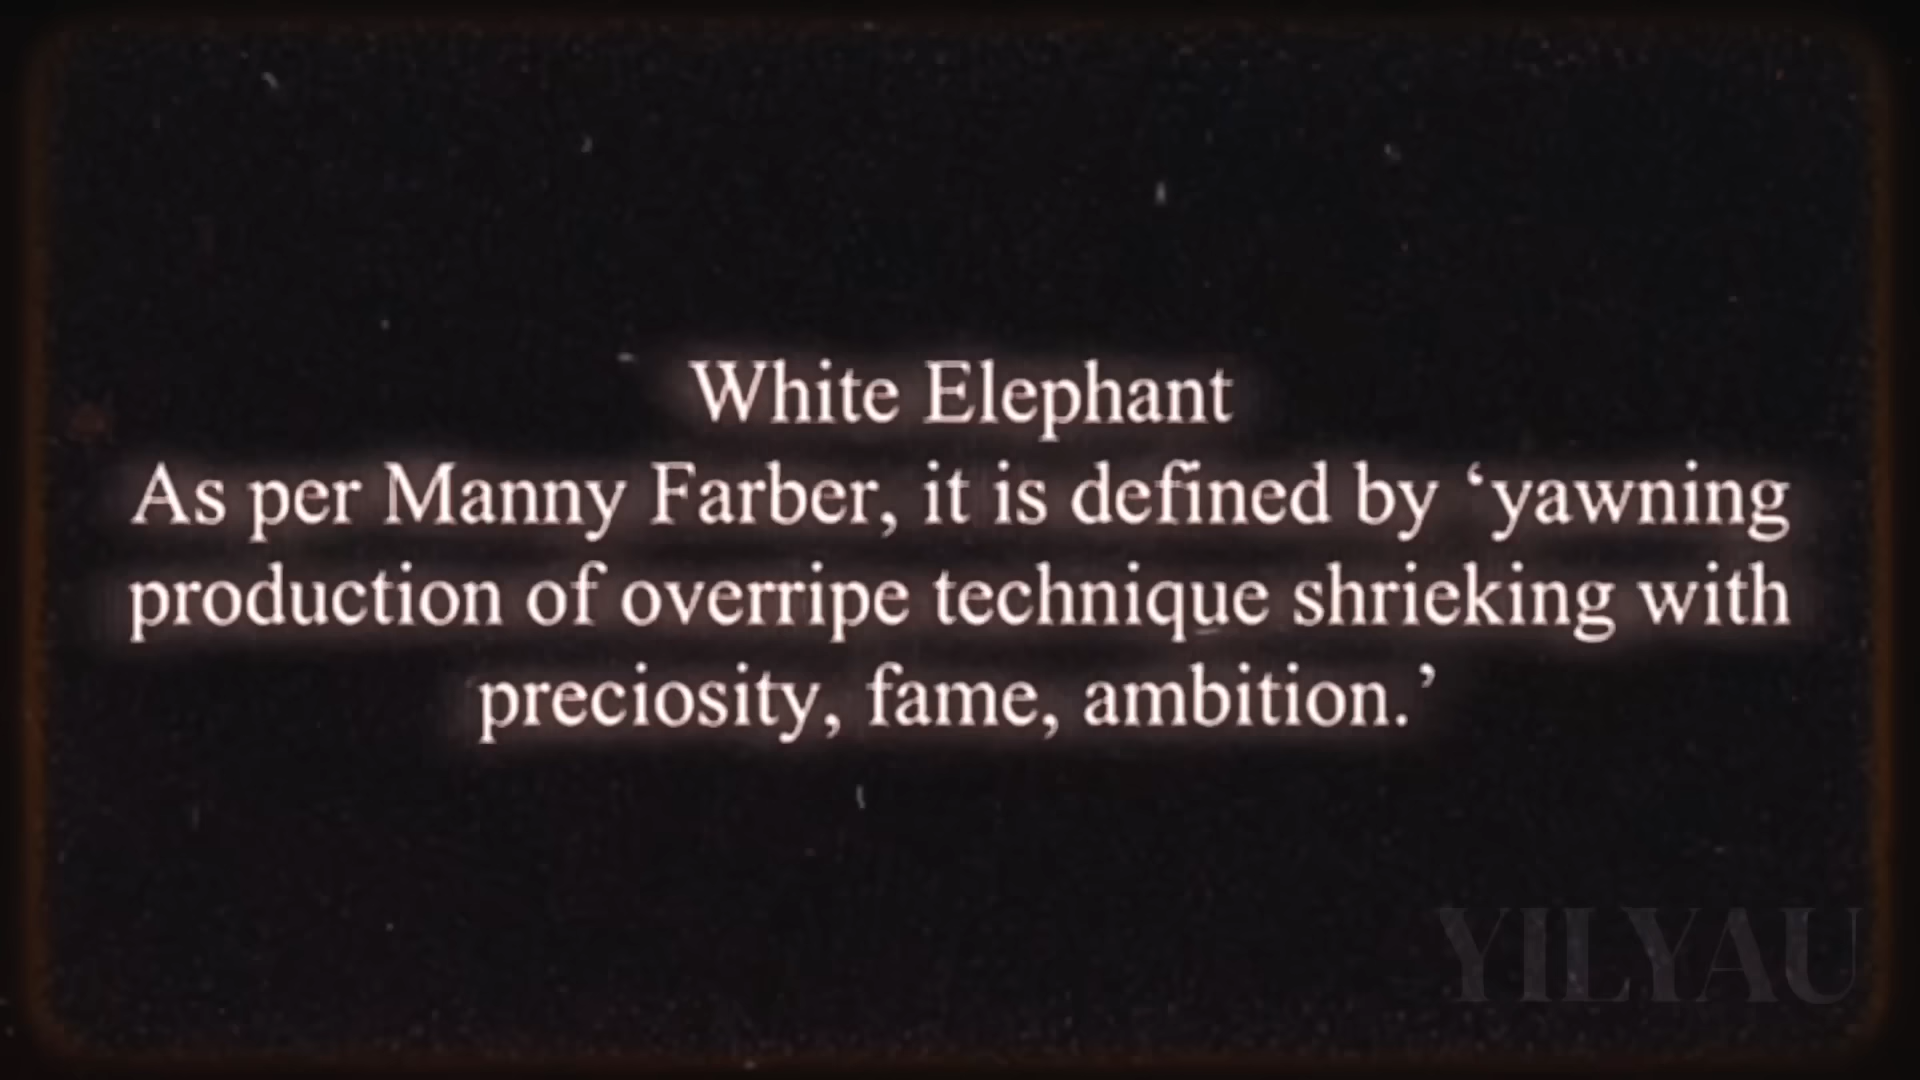 White Elephant
As per Manny Farber, it is defined by ‘yawning
production of overripe technique shrieking with
preciosity, fame, ambition.’
YILYAU